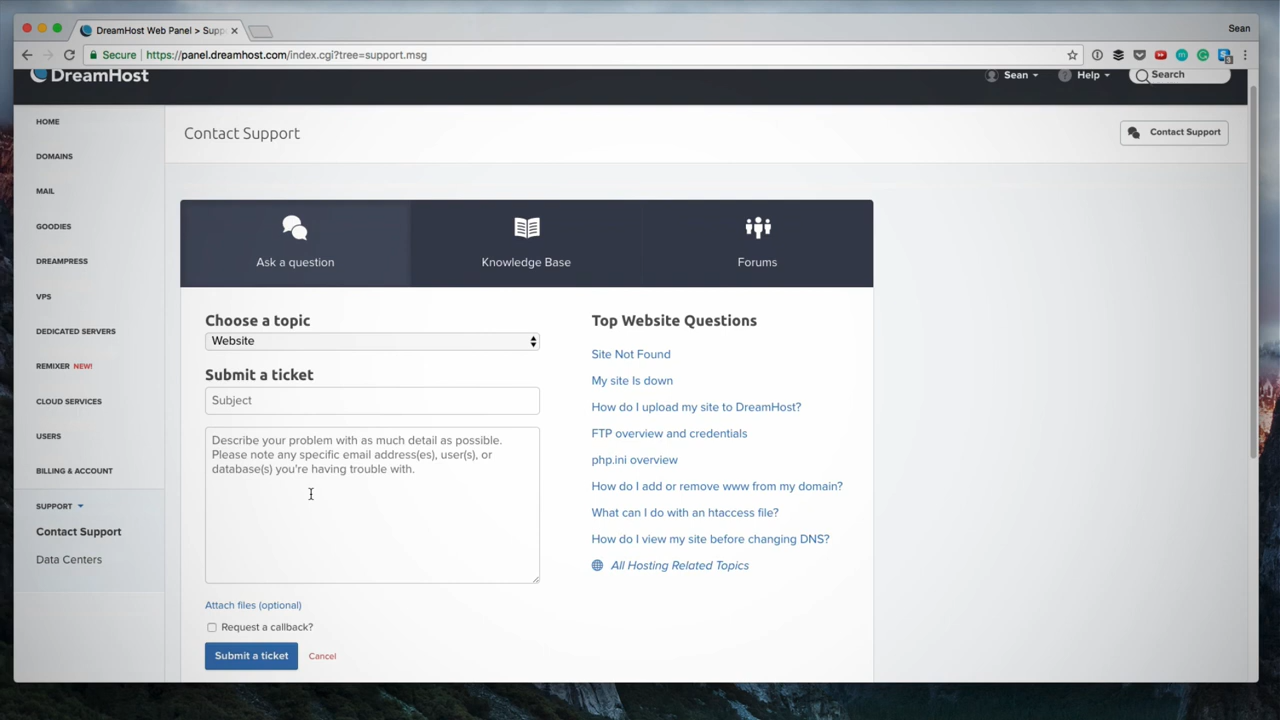 DreamHost Web Panel > Supp
Sean
Secure https://panel.dreamhost.com/index.cgi?tree=support.msg
DreamHost
Sean
Help
Search
HOME
DOMAINS
MAIL
GOODIES
DREAMPRESS
VPS
DEDICATED SERVERS
REMIXER NEW!
CLOUD SERVICES
USERS
BILLING & ACCOUNT
SUPPORT
Contact Support
Data Centers
Contact Support
Contact Support
Ask a question
Knowledge Base
Forums
Choose a topic
Website
Submit a ticket
Subject
Describe your problem with as much detail as possible.
Please note any specific email address(es), user(s), or
database(s) you're having trouble with.
Attach files (optional)
Request a callback?
Submit a ticket
Cancel
Top Website Questions
Site Not Found
My site Is down
How do I upload my site to DreamHost?
FTP overview and credentials
php.ini overview
How do I add or remove www from my domain?
What can I do with an htaccess file?
How do I view my site before changing DNS?
All Hosting Related Topics